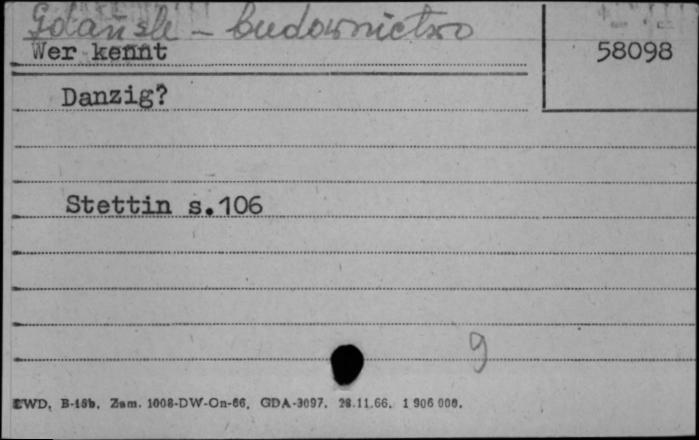 Gdańsk - budownictwo
Wer kennt
58098
Danzig?
Stettin s.106
9
EWD, B-16b, Zam. 1008-DW-On-66, GDA-3097. 28.11.66. 1 906 000.